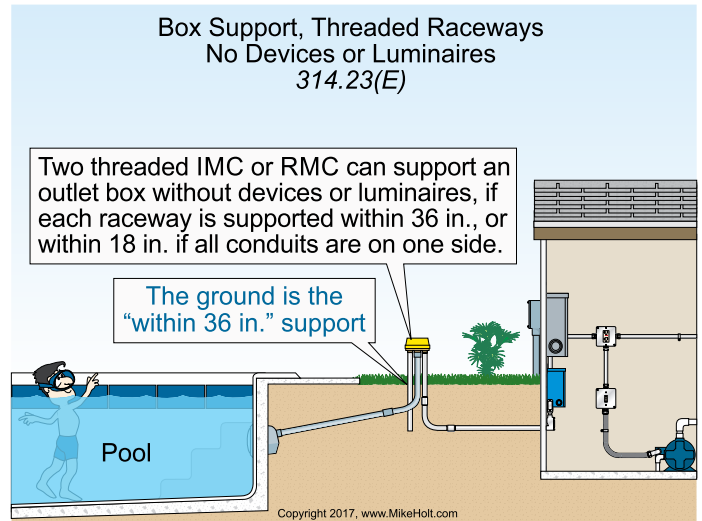 Box Support, Threaded Raceways
No Devices or Luminaires
314.23(E)
Two threaded IMC or RMC can support an
outlet box without devices or luminaires, if
each raceway is supported within 36 in., or
within 18 in. if all conduits are on one side.
The ground is the
“within 36 in.” support
Pool
Copyright 2017, www.MikeHolt.com